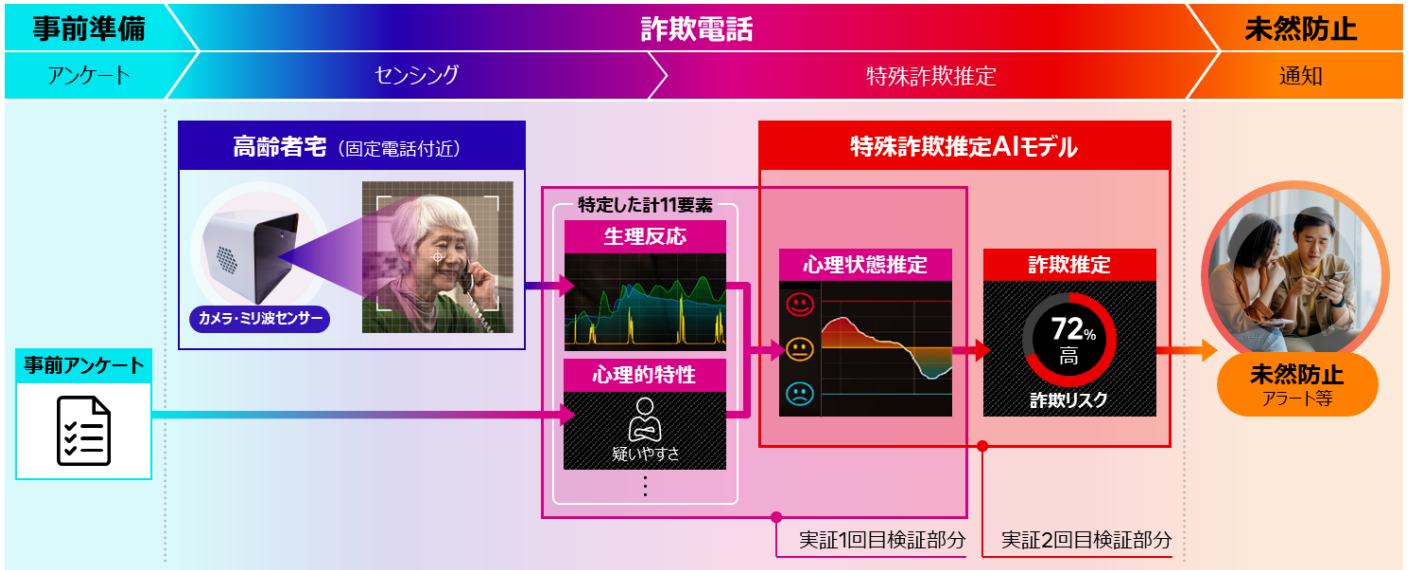 事前準備
詐欺電話
未然防止
アンケート
センシング
特殊詐欺推定
通知
高齢者宅（固定電話付近）
カメラ・ミリ波センサー
事前アンケート
特定した計11要素
生理反応
心理的特性
疑いやすさ
⋮
特殊詐欺推定AIモデル
心理状態推定
詐欺推定
72%
高
詐欺リスク
未然防止
アラート等
実証1回目検証部分
実証2回目検証部分